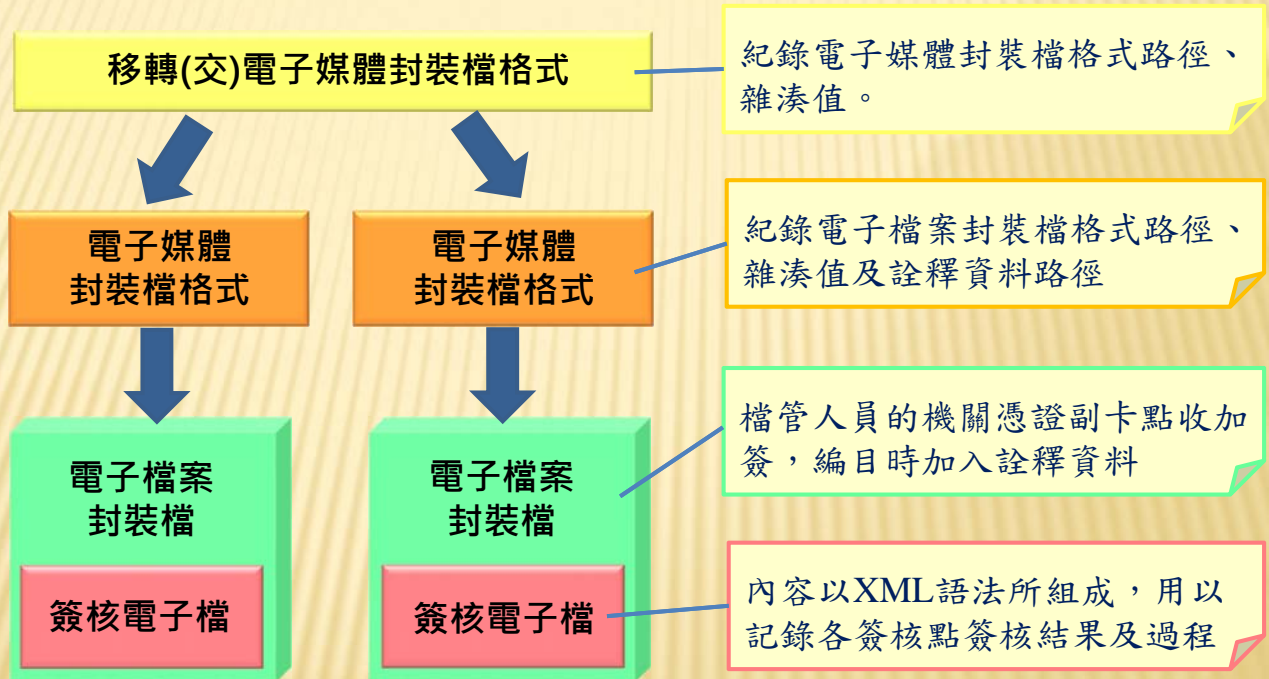 移轉(交)電子媒體封裝檔格式
紀錄電子媒體封裝檔格式路徑、
雜湊值。
電子媒體
封裝檔格式
電子媒體
封裝檔格式
紀錄電子檔案封裝檔格式路徑、
雜湊值及詮釋資料路徑
電子檔案
封裝檔
電子檔案
封裝檔
檔管人員的機關憑證副卡點收加
簽，編目時加入詮釋資料
簽核電子檔
簽核電子檔
內容以XML語法所組成，用以
記錄各簽核點簽核結果及過程